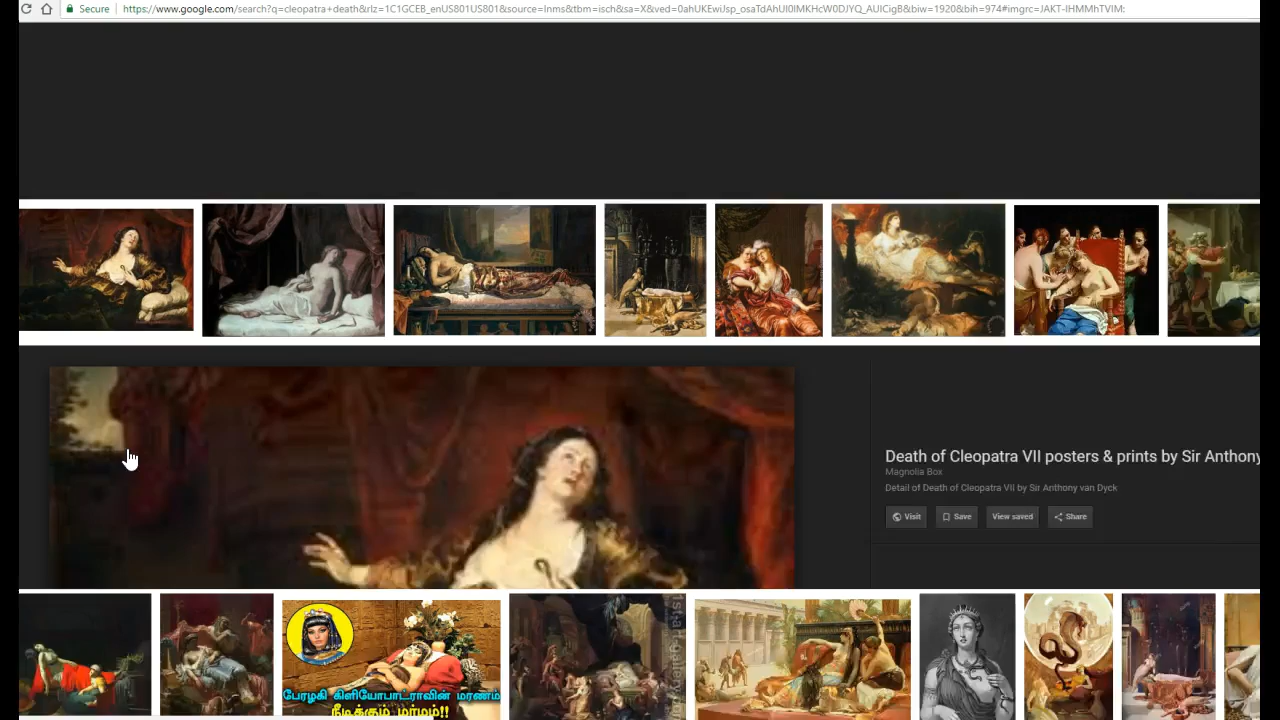 Secure
https://www.google.com/search?q=cleopatra+death&rlz=1C1GCEB_enUS801US801&source=lnms&tbm=isch&sa=X&ved=0ahUKEwiJsp_osaTdAhUI0IMKHcW0DJYQ_AUICigB&biw=1920&bih=974#imgrc=JAKT-IHMMhTVIM:
Death of Cleopatra VII posters & prints by Sir Anthony
Magnolia Box
Detail of Death of Cleopatra VII by Sir Anthony van Dyck
Visit
Save
View saved
Share
பேரழகி கிளியோபாட்ராவின் மரணம்
நீடிக்கும் மர்மம்!!